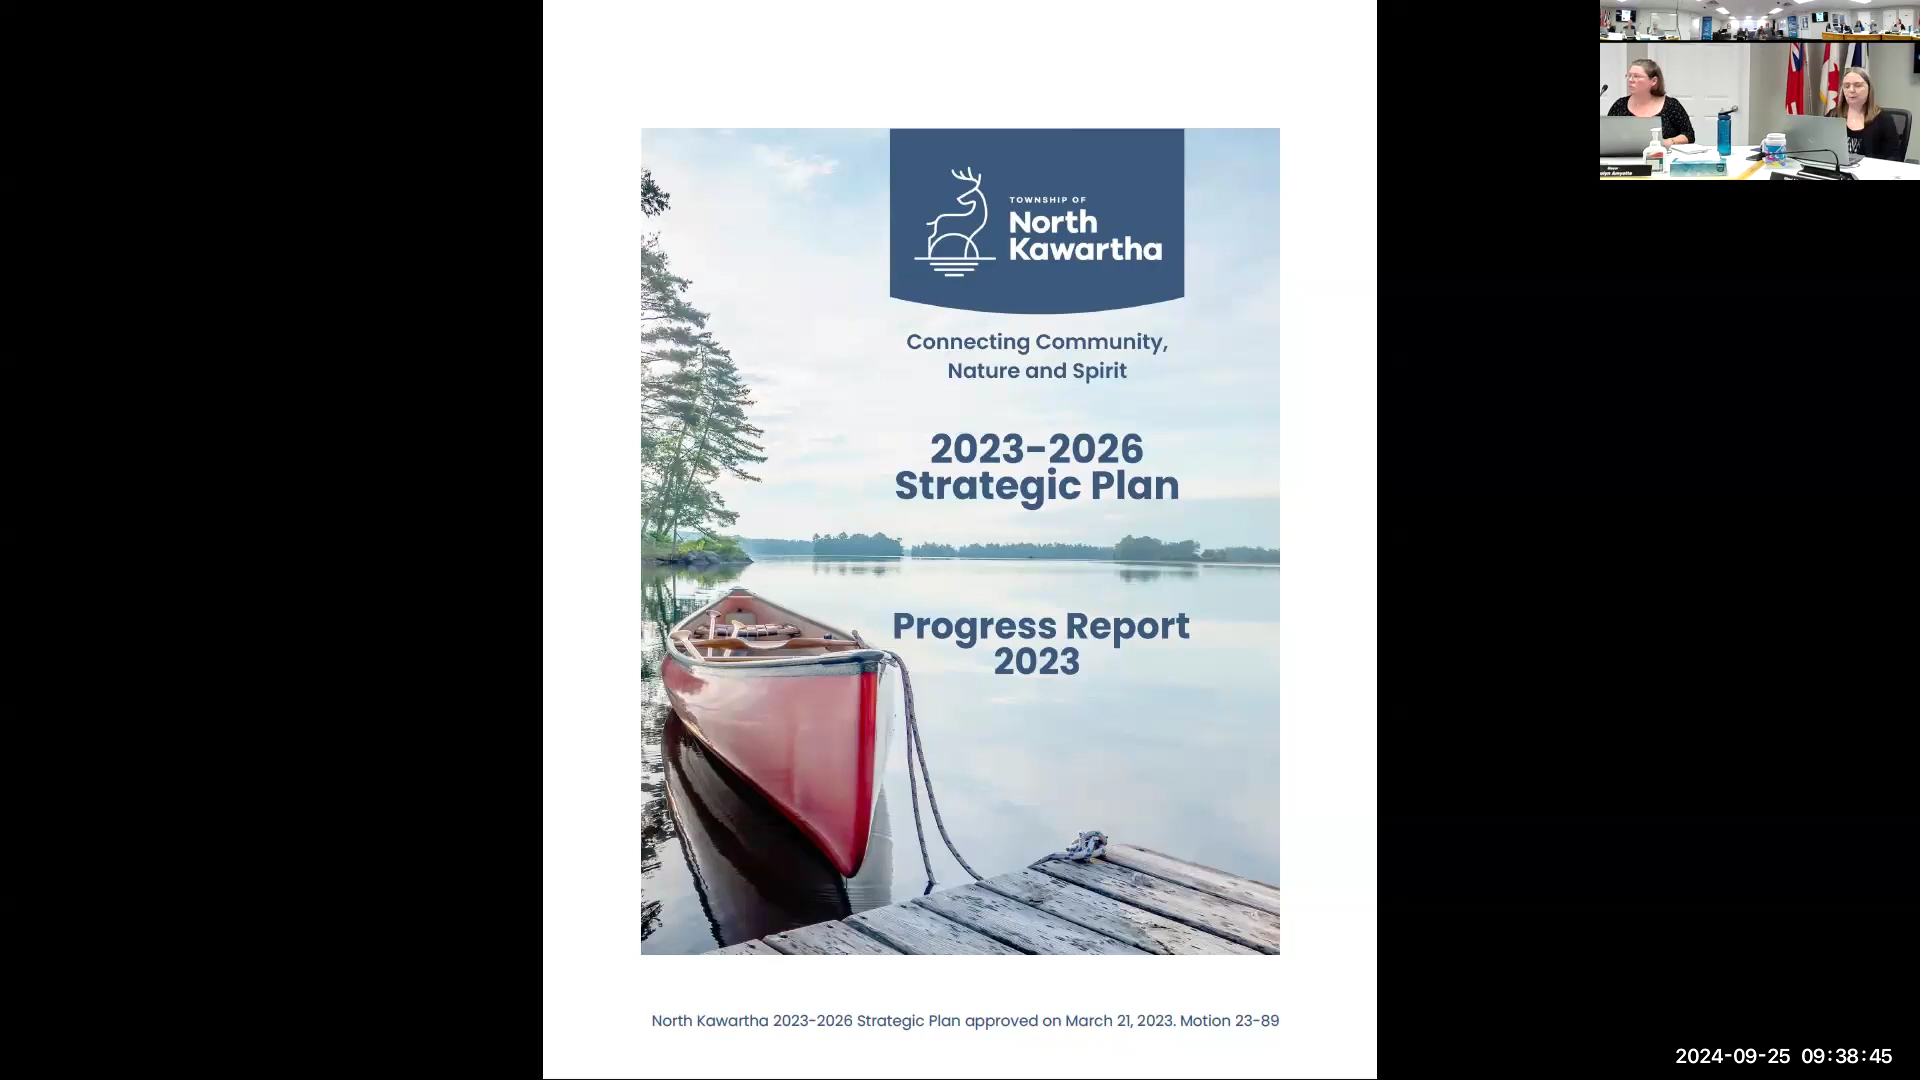 TOWNSHIP OF
North
Kawartha
Connecting Community,
Nature and Spirit
2023-2026
Strategic Plan
Progress Report
2023
North Kawartha 2023-2026 Strategic Plan approved on March 21, 2023. Motion 23-89
2024-09-25 09:38:45